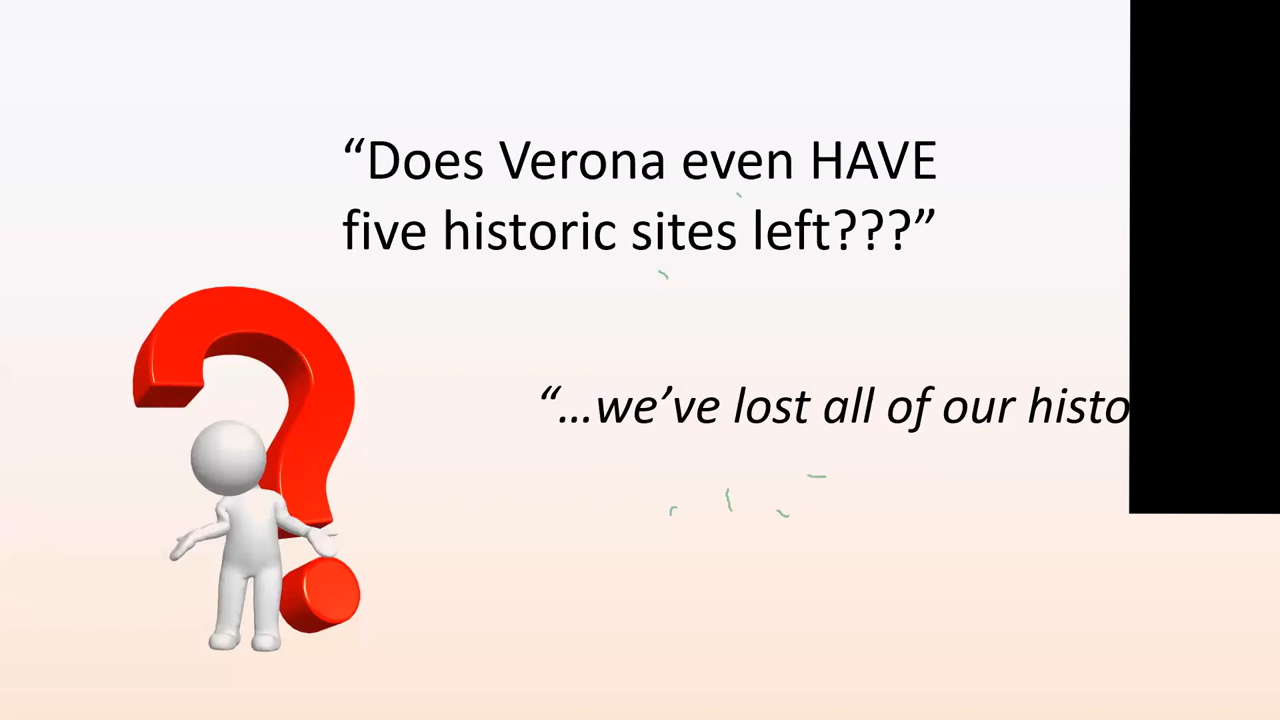 “Does Verona even HAVE
five historic sites left???”
“…we’ve lost all of our